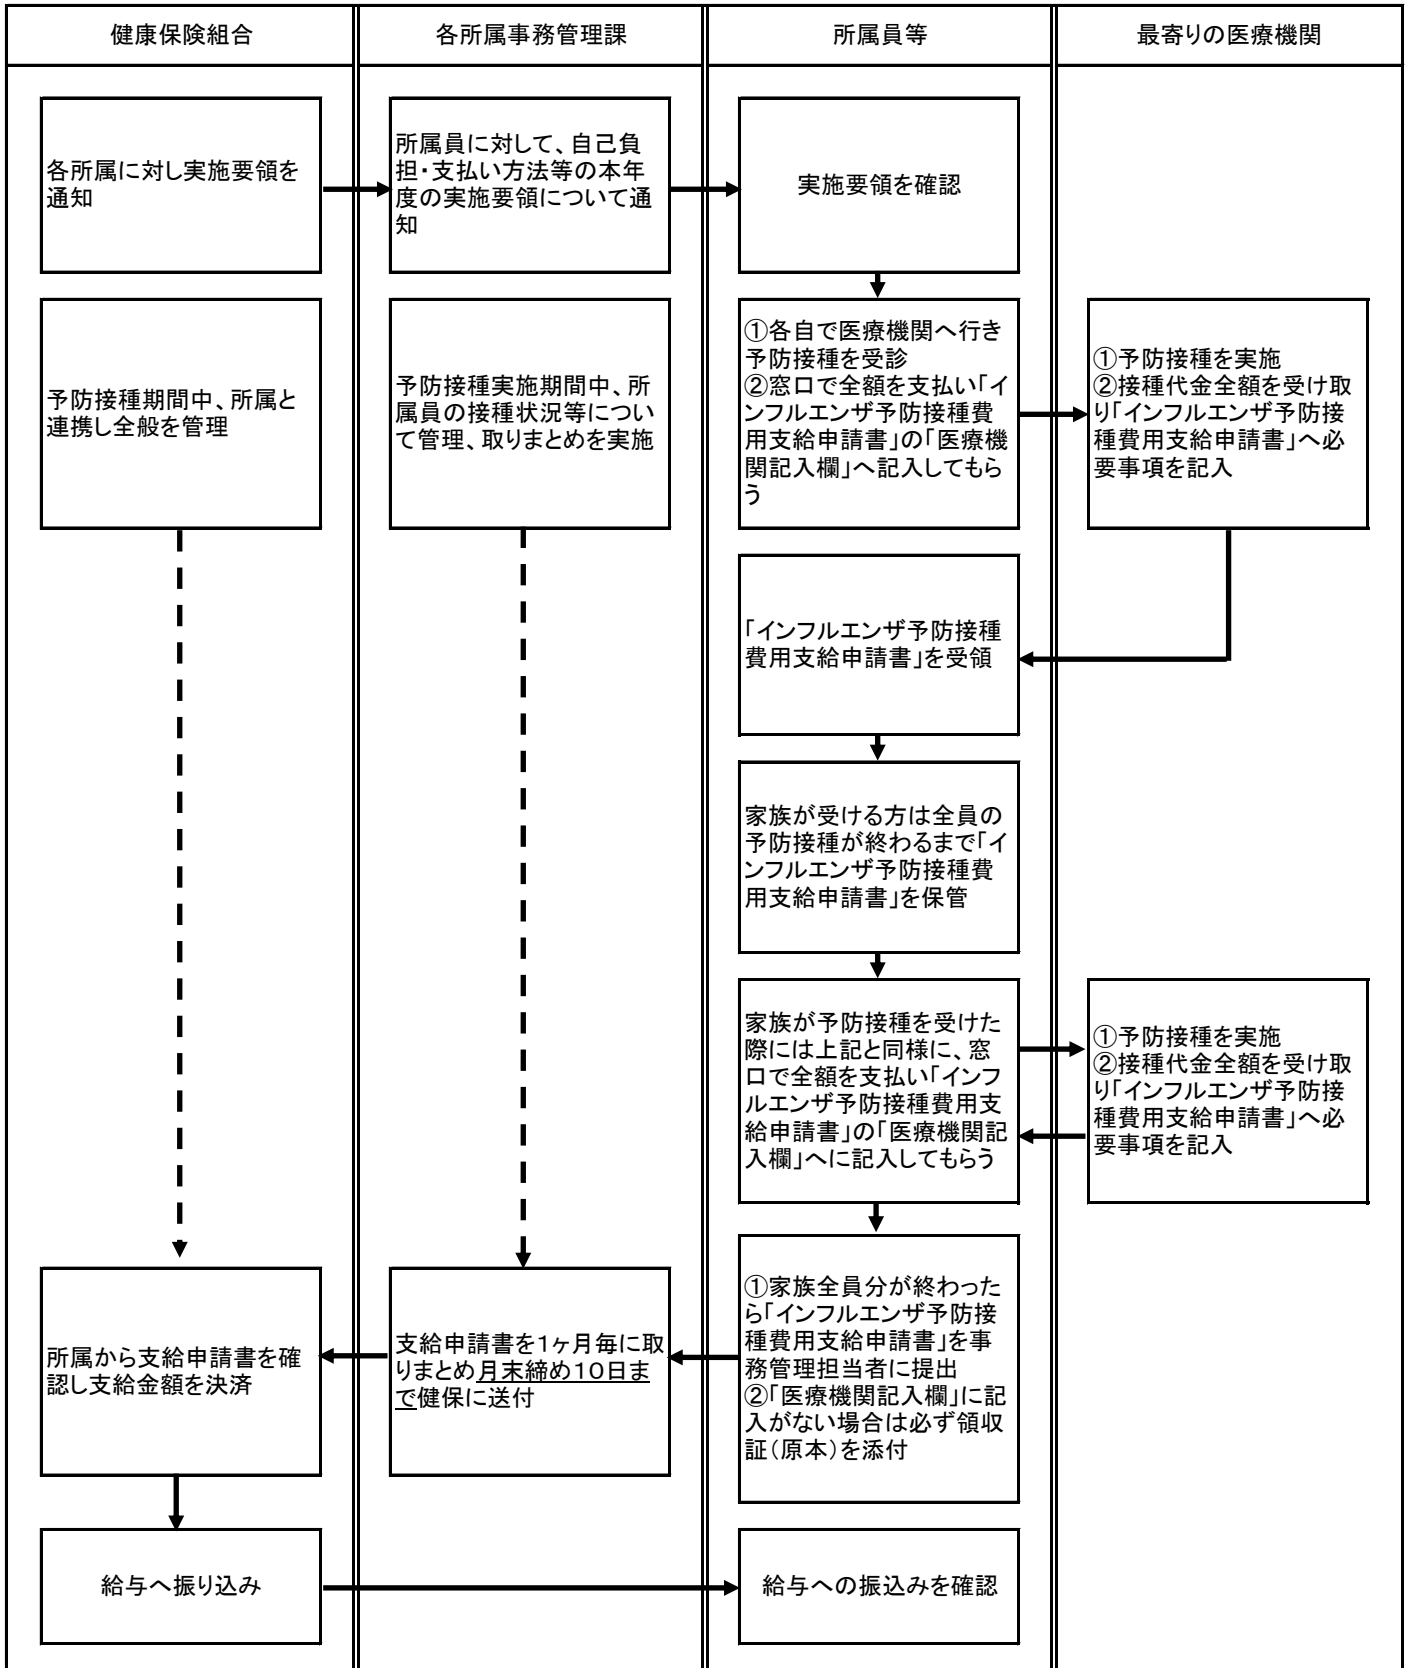 健康保険組合
各所属事務管理課
所属員等
最寄りの医療機関
各所属に対し実施要領を
通知
所属員に対して、自己負
担・支払い方法等の本年
度の実施要領について通
知
実施要領を確認
予防接種期間中、所属と
連携し全般を管理
予防接種実施期間中、所
属員の接種状況等につい
て管理、取りまとめを実施
①各自で医療機関へ行き
予防接種を受診
②窓口で全額を支払い「イ
ンフルエンザ予防接種費
用支給申請書」の「医療機
関記入欄」へ記入してもら
う
①予防接種を実施
②接種代金全額を受け取
り「インフルエンザ予防接
種費用支給申請書」へ必
要事項を記入
「インフルエンザ予防接種
費用支給申請書」を受領
家族が受ける方は全員の
予防接種が終わるまで「イ
ンフルエンザ予防接種費
用支給申請書」を保管
家族が予防接種を受けた
際には上記と同様に、窓
口で全額を支払い「インフ
ルエンザ予防接種費用支
給申請書」の「医療機関記
入欄」へに記入してもらう
①予防接種を実施
②接種代金全額を受け取
り「インフルエンザ予防接
種費用支給申請書」へ必
要事項を記入
所属から支給申請書を確
認し支給金額を決済
支給申請書を1ヶ月毎に取
りまとめ月末締め10日ま
で健保に送付
①家族全員分が終わった
ら「インフルエンザ予防接
種費用支給申請書」を事
務管理担当者に提出
②「医療機関記入欄」に記
入がない場合は必ず領収
証(原本)を添付
給与へ振り込み
給与への振込みを確認